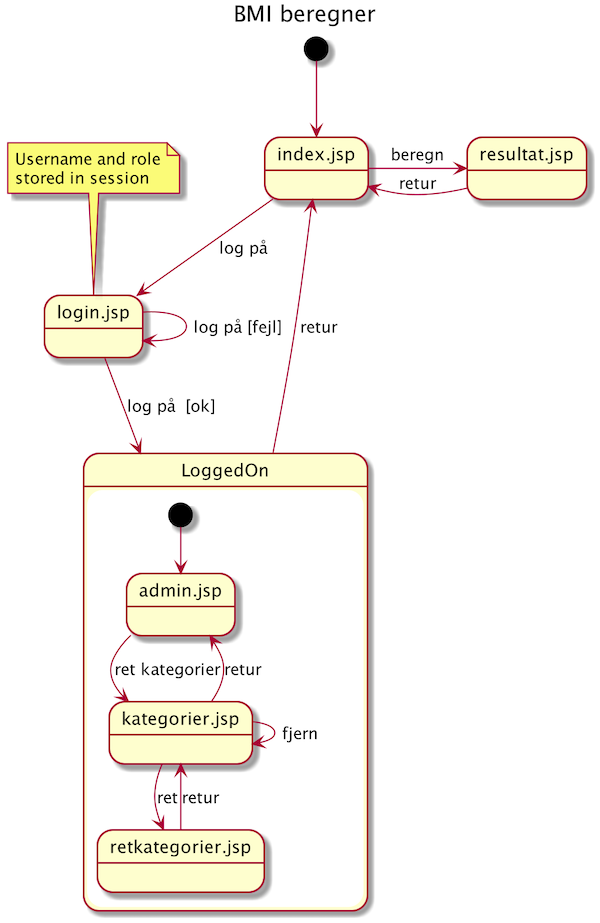 BMI beregner
index.jsp
beregn
resultat.jsp
retur
Username and role
stored in session
log på
login.jsp
log på [fejl]
retur
log på  [ok]
LoggedOn
admin.jsp
ret kategorier
retur
kategorier.jsp
fjern
ret
retur
retkategorier.jsp